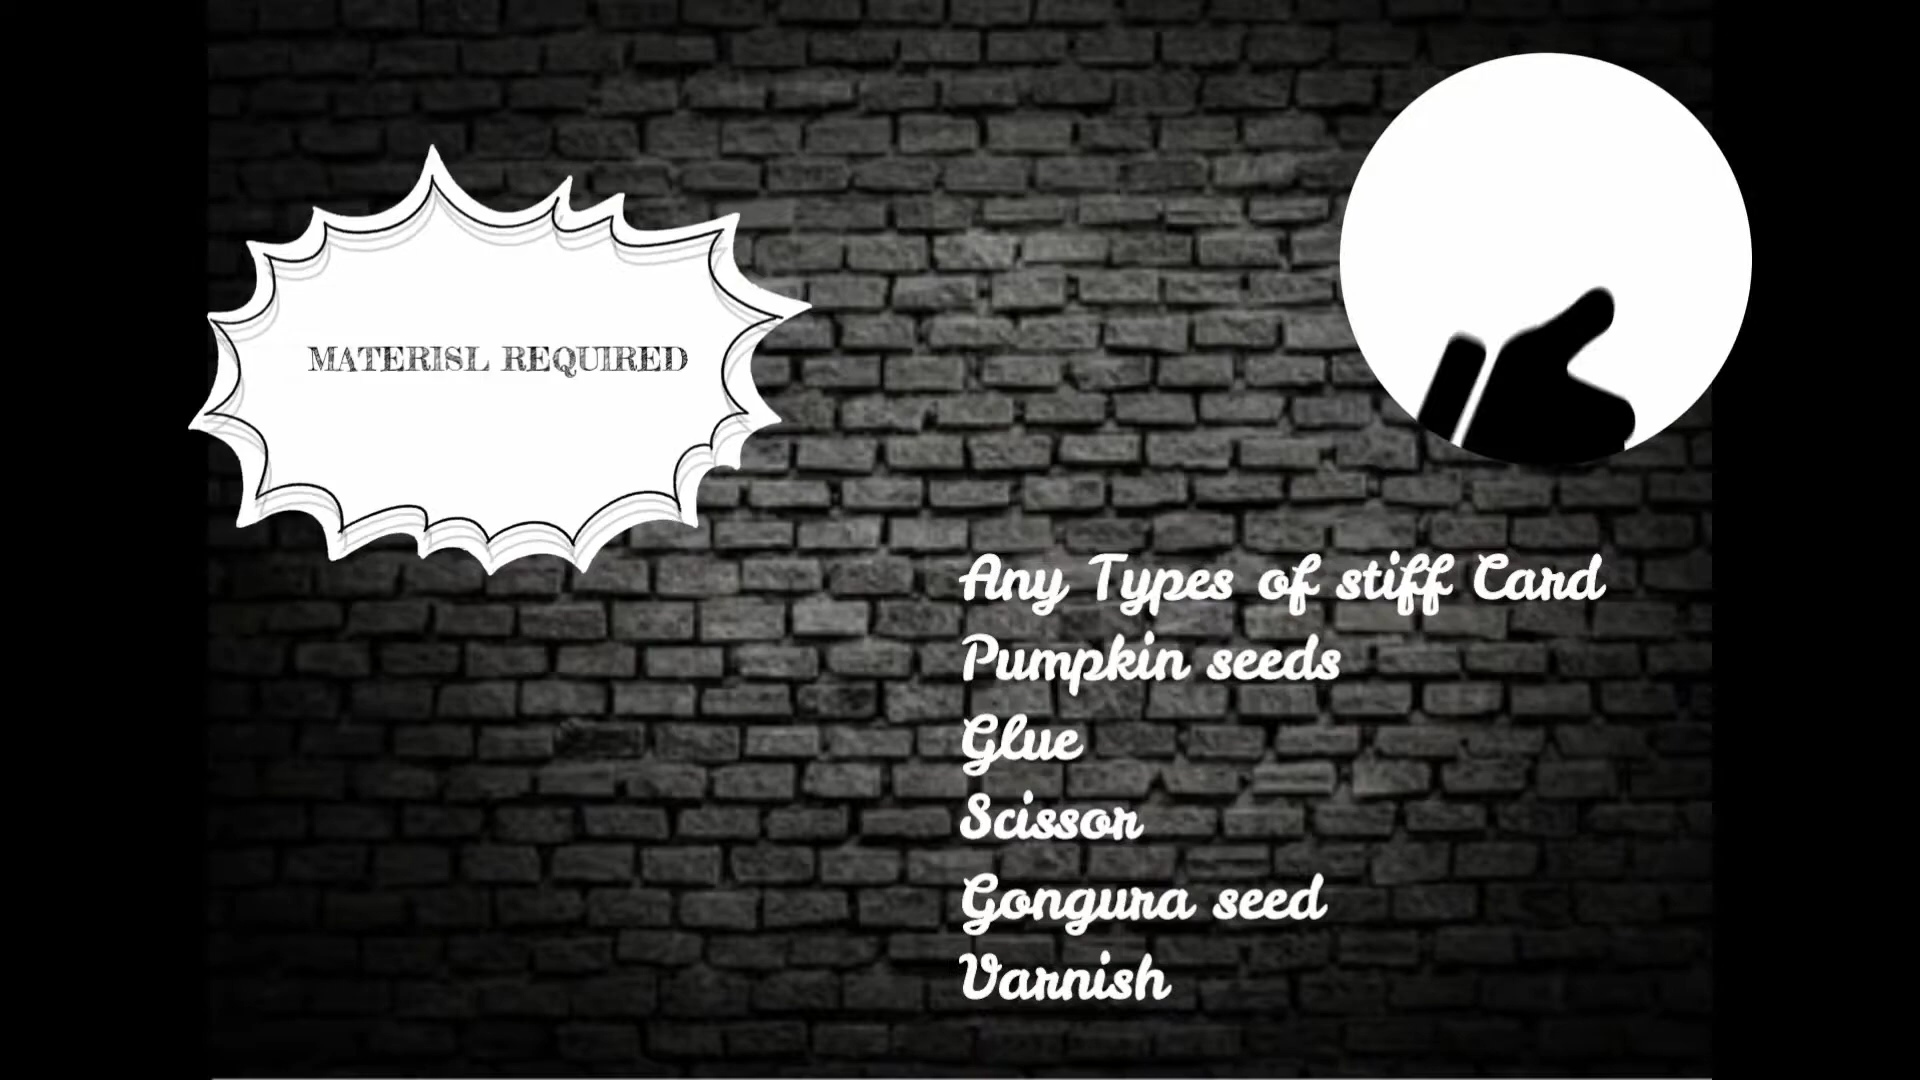 MATERISL REQUIRED
Any Types of stiff Card
Pumpkin seeds
Glue
Scissor
Gongura seed
Varnish